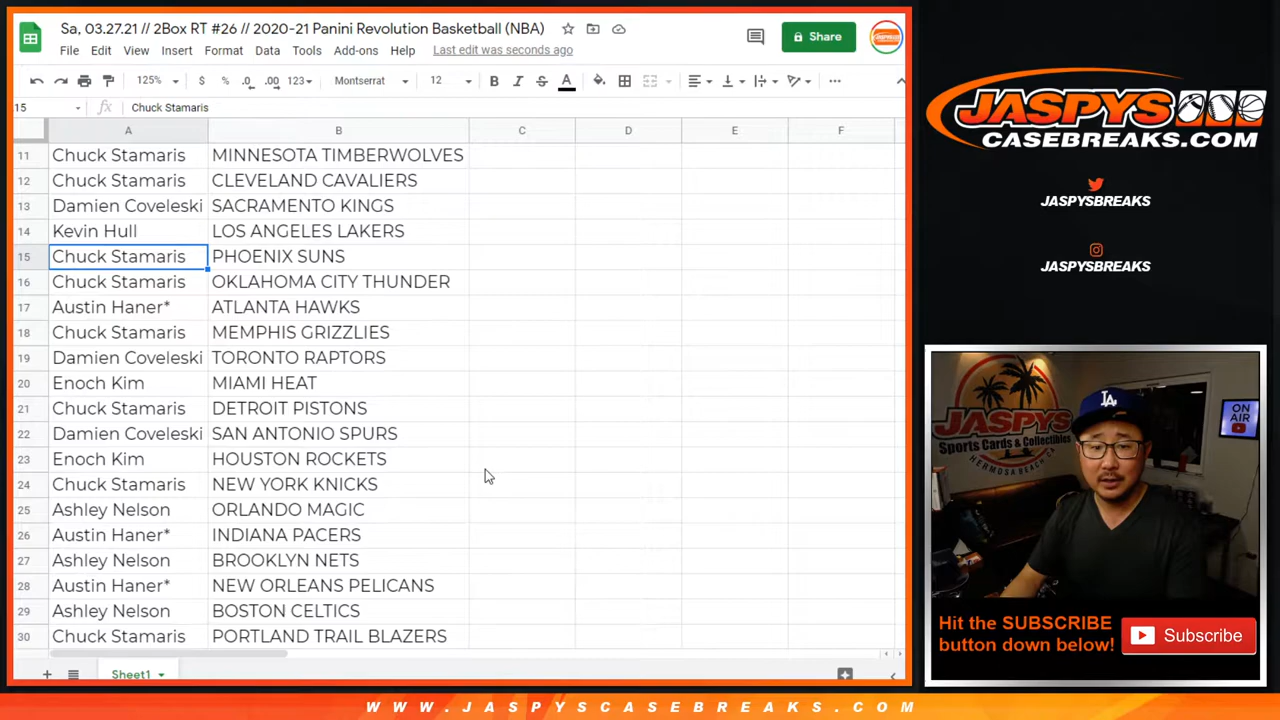 Sa, 03.27.21 // 2Box RT #26 // 2020-21 Panini Revolution Basketball (NBA)
File Edit View Insert Format Data Tools Add-ons Help Last edit was seconds ago
Share
125% $ % .0 .00 123 Montserrat 12 B I S A
15 fx Chuck Stamaris
A B C D E F
11 Chuck Stamaris MINNESOTA TIMBERWOLVES
12 Chuck Stamaris CLEVELAND CAVALIERS
13 Damien Coveleski SACRAMENTO KINGS
14 Kevin Hull LOS ANGELES LAKERS
15 Chuck Stamaris PHOENIX SUNS
16 Chuck Stamaris OKLAHOMA CITY THUNDER
17 Austin Haner* ATLANTA HAWKS
18 Chuck Stamaris MEMPHIS GRIZZLIES
19 Damien Coveleski TORONTO RAPTORS
20 Enoch Kim MIAMI HEAT
21 Chuck Stamaris DETROIT PISTONS
22 Damien Coveleski SAN ANTONIO SPURS
23 Enoch Kim HOUSTON ROCKETS
24 Chuck Stamaris NEW YORK KNICKS
25 Ashley Nelson ORLANDO MAGIC
26 Austin Haner* INDIANA PACERS
27 Ashley Nelson BROOKLYN NETS
28 Austin Haner* NEW ORLEANS PELICANS
29 Ashley Nelson BOSTON CELTICS
30 Chuck Stamaris PORTLAND TRAIL BLAZERS
Sheet1
JASPYS
CASEBREAKS.COM
JASPYSBREAKS
JASPYSBREAKS
JASPYS
Sports Cards & Collectibles
HERMOSA BEACH CA
LA
ON
AIR
Hit the SUBSCRIBE
button down below!
Subscribe
WWW.JASPYSCASEBREAKS.COM